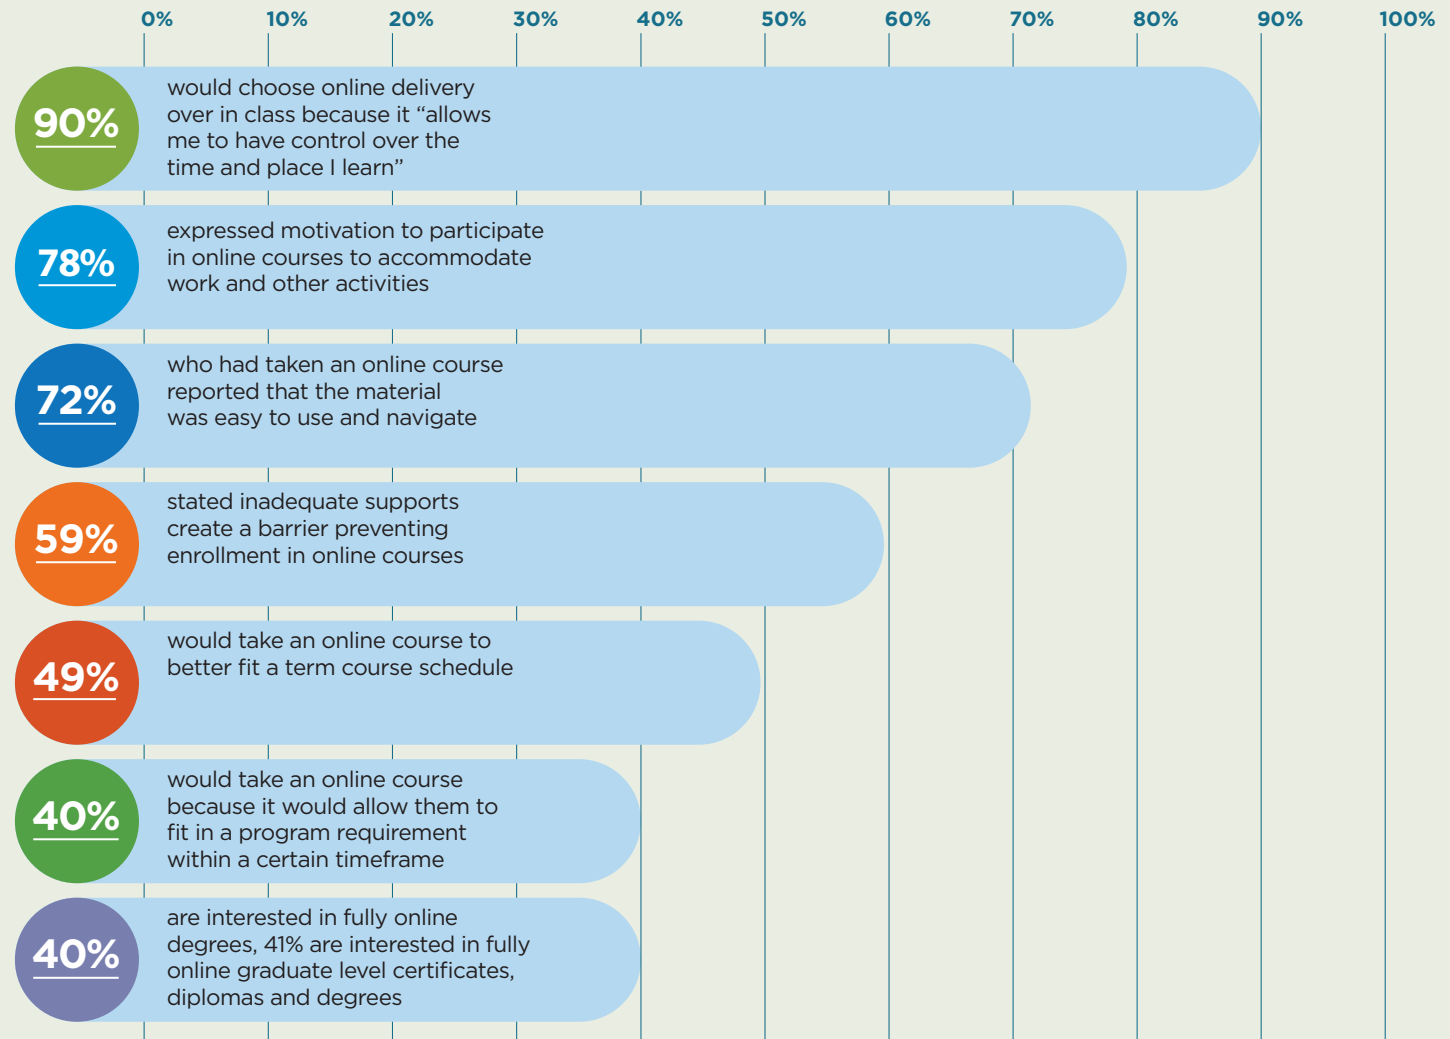 0% 10% 20% 30% 40% 50% 60% 70% 80% 90% 100%
90%
would choose online delivery
over in class because it “allows
me to have control over the
time and place I learn”
78%
expressed motivation to participate
in online courses to accommodate
work and other activities
72%
who had taken an online course
reported that the material
was easy to use and navigate
59%
stated inadequate supports
create a barrier preventing
enrollment in online courses
49%
would take an online course to
better fit a term course schedule
40%
would take an online course
because it would allow them to
fit in a program requirement
within a certain timeframe
40%
are interested in fully online
degrees, 41% are interested in fully
online graduate level certificates,
diplomas and degrees